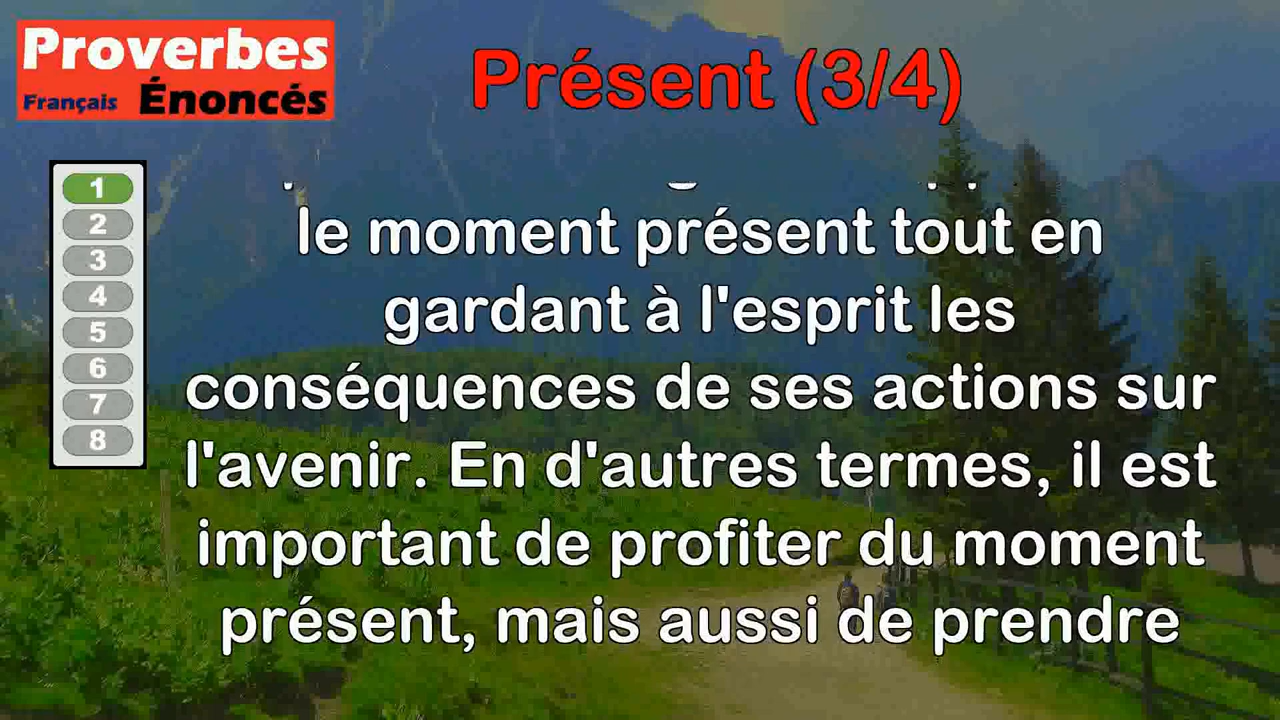 Proverbes
Français Énoncés
Présent (3/4)
1
2
3
4
5
6
7
8
le moment présent tout en
gardant à l'esprit les
conséquences de ses actions sur
l'avenir. En d'autres termes, il est
important de profiter du moment
présent, mais aussi de prendre